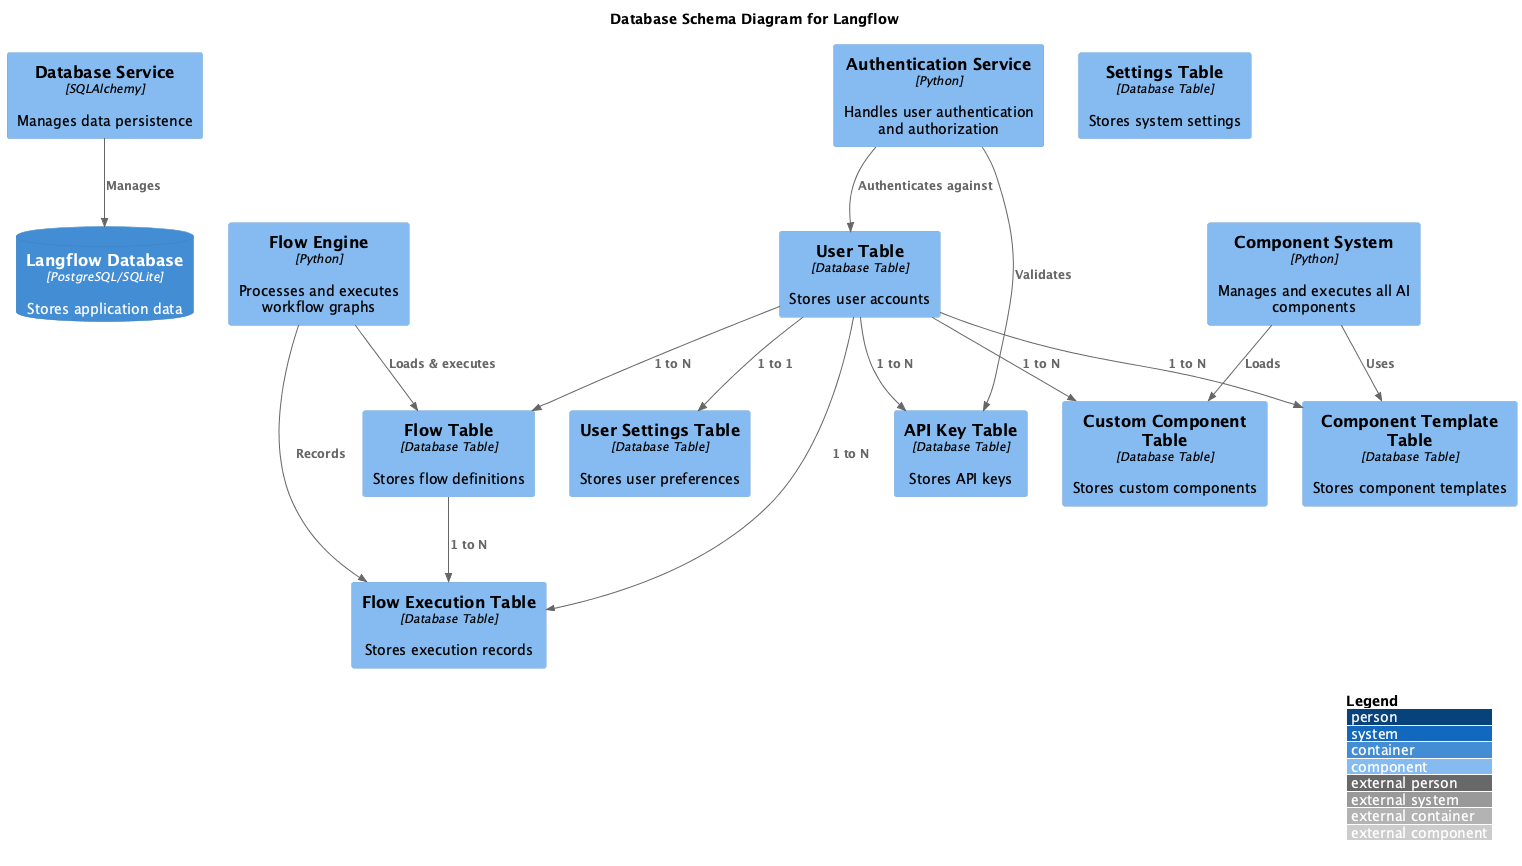 Database Schema Diagram for Langflow
Database Service
[SQLAlchemy]
Manages data persistence
Authentication Service
[Python]
Handles user authentication
and authorization
Settings Table
[Database Table]
Stores system settings
Manages
Authenticates against
Validates
Langflow Database
[PostgreSQL/SQLite]
Stores application data
Flow Engine
[Python]
Processes and executes
workflow graphs
User Table
[Database Table]
Stores user accounts
Component System
[Python]
Manages and executes all AI
components
Loads & executes
1 to N
1 to 1
1 to N
1 to N
1 to N
Loads
Uses
Records
1 to N
Flow Table
[Database Table]
Stores flow definitions
User Settings Table
[Database Table]
Stores user preferences
API Key Table
[Database Table]
Stores API keys
Custom Component
Table
[Database Table]
Stores custom components
Component Template
Table
[Database Table]
Stores component templates
1 to N
Flow Execution Table
[Database Table]
Stores execution records
Legend
person
system
container
component
external person
external system
external container
external component